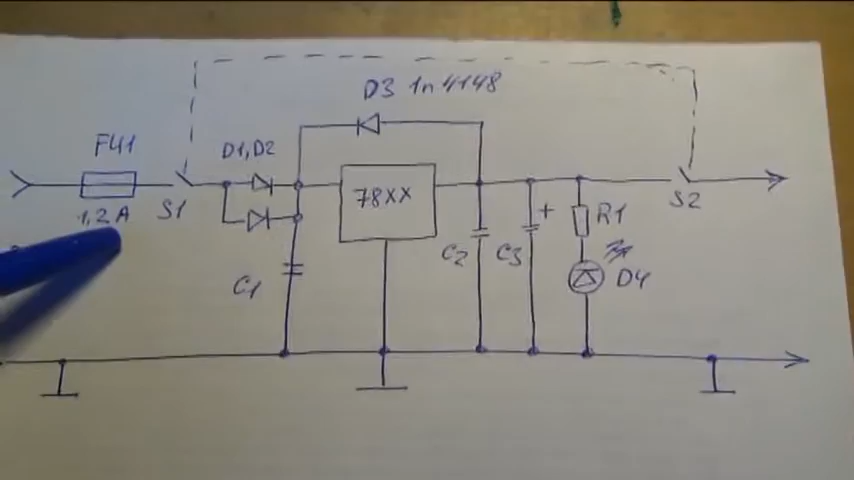 D3 1n4148
FU1
D1, D2
1,2 A
S1
78XX
C1
C2
C3
+
R1
D4
S2